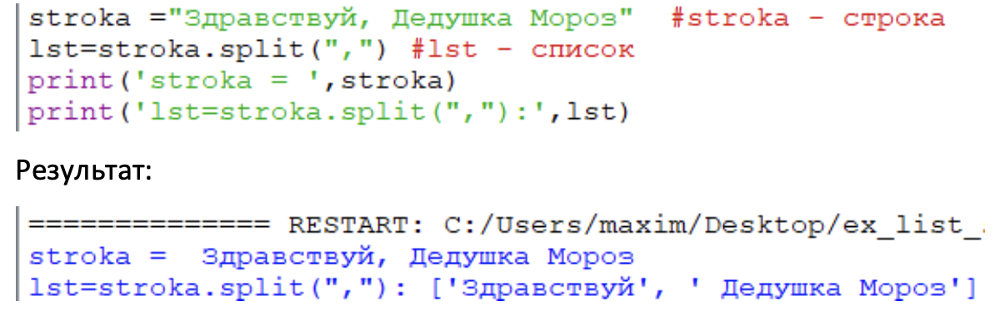 stroka ="Здравствуй, Дедушка Мороз"  #stroka - строка
lst=stroka.split(",") #lst - список
print('stroka = ',stroka)
print('lst=stroka.split(","):',lst)
Результат:
============== RESTART: C:/Users/maxim/Desktop/ex_list_.
stroka =  Здравствуй, Дедушка Мороз
lst=stroka.split(","): ['Здравствуй', ' Дедушка Мороз']